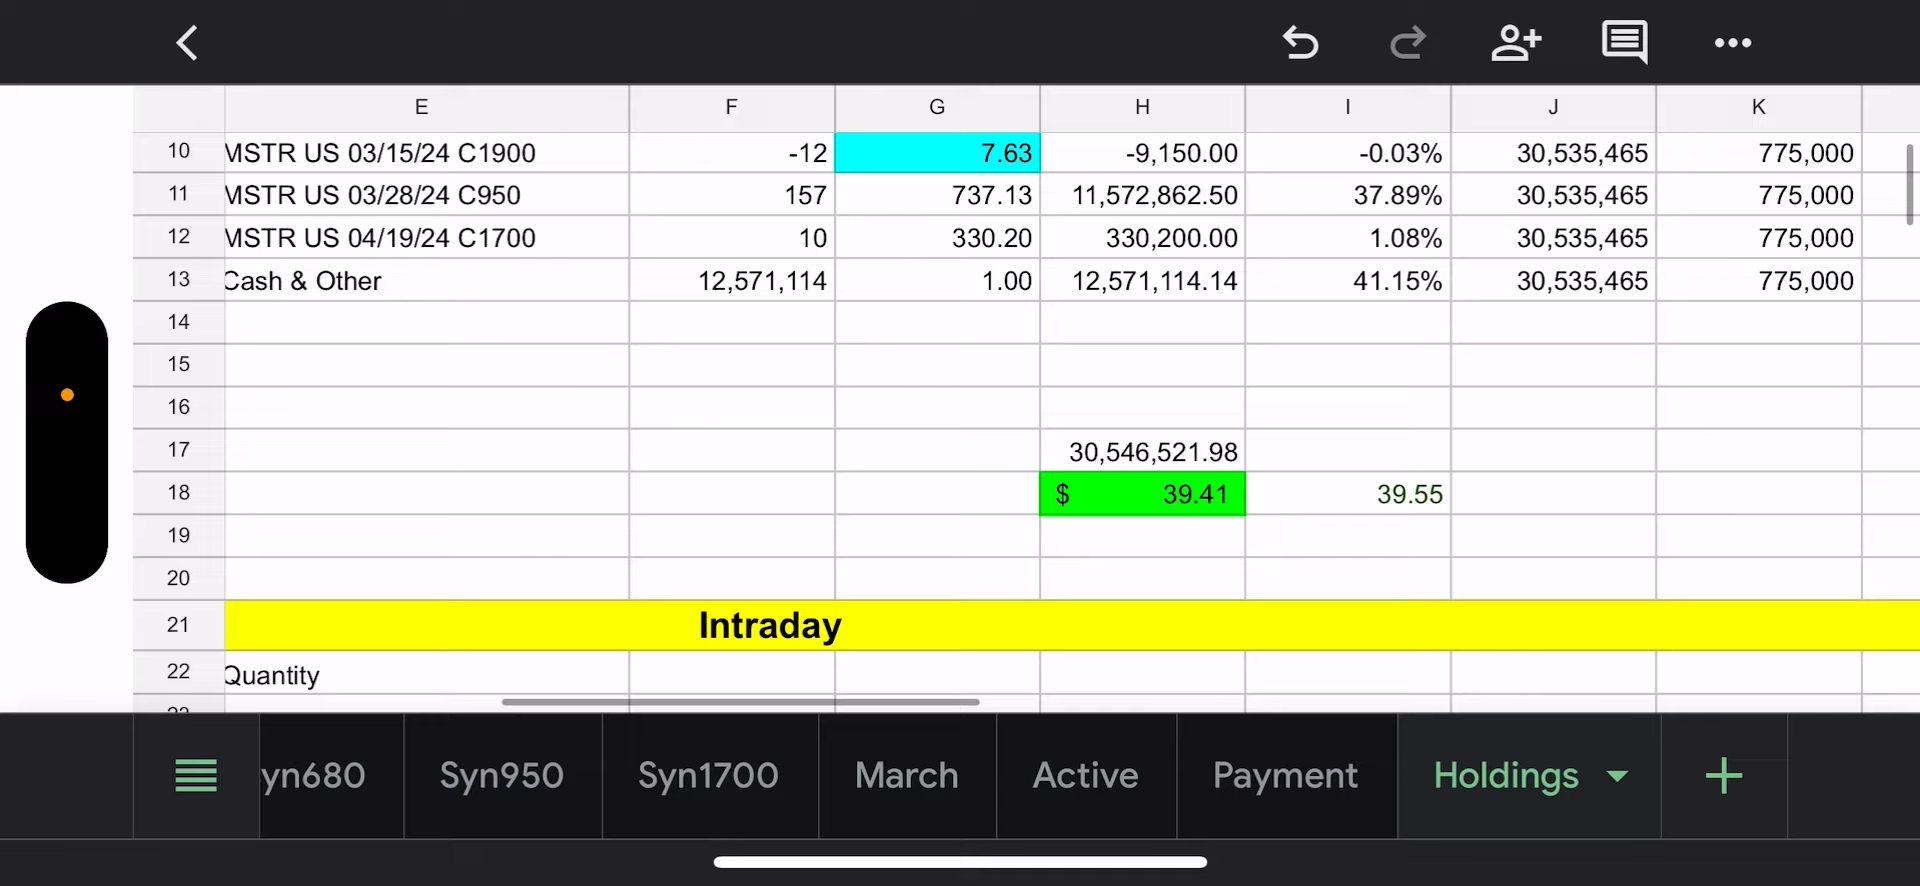 E F G H I J K
10 MSTR US 03/15/24 C1900 -12 7.63 -9,150.00 -0.03% 30,535,465 775,000
11 MSTR US 03/28/24 C950 157 737.13 11,572,862.50 37.89% 30,535,465 775,000
12 MSTR US 04/19/24 C1700 10 330.20 330,200.00 1.08% 30,535,465 775,000
13 Cash & Other 12,571,114 1.00 12,571,114.14 41.15% 30,535,465 775,000
14
15
16
17 30,546,521.98
18 $ 39.41 39.55
19
20
21 Intraday
22 Quantity
yn680 Syn950 Syn1700 March Active Payment Holdings